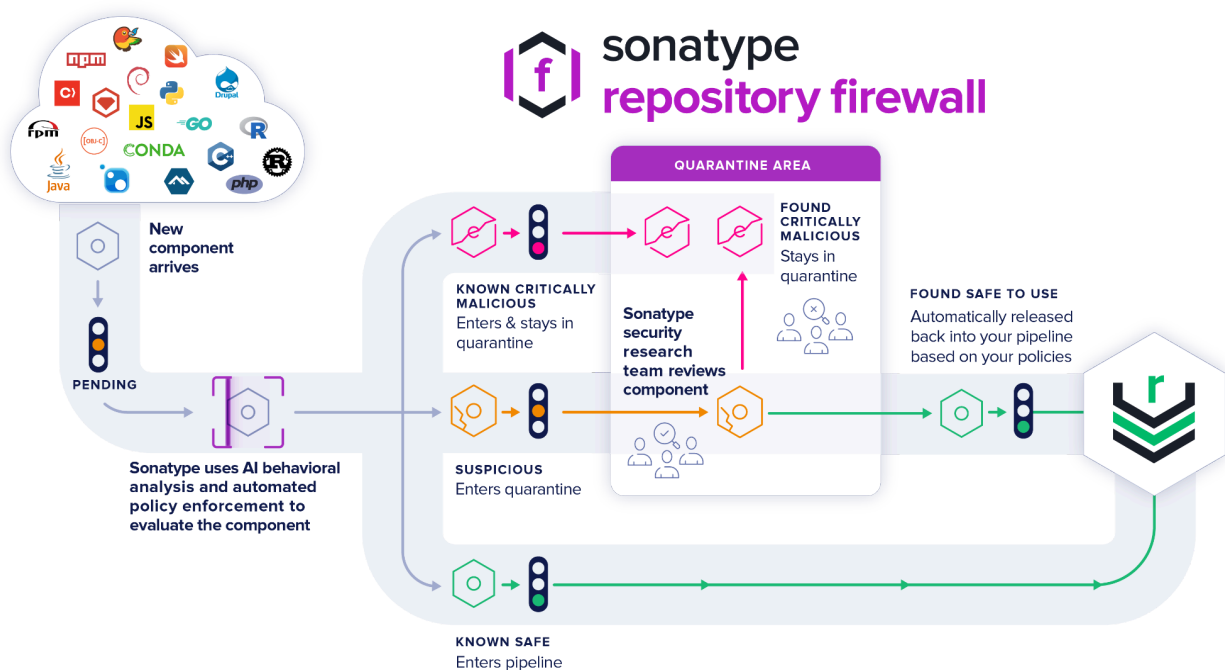 sonatype
repository firewall
npm
C)
JS
Drupal
rpm
[OBJ-C]
GO
R
CONDA
C++
R
Java
php
f
QUARANTINE AREA
New
component
arrives
PENDING
Sonatype uses AI behavioral
analysis and automated
policy enforcement to
evaluate the component
KNOWN CRITICALLY
MALICIOUS
Enters & stays in
quarantine
FOUND
CRITICALLY
MALICIOUS
Stays in
quarantine
Sonatype
security
research
team reviews
component
SUSPICIOUS
Enters quarantine
FOUND SAFE TO USE
Automatically released
back into your pipeline
based on your policies
r
KNOWN SAFE
Enters pipeline